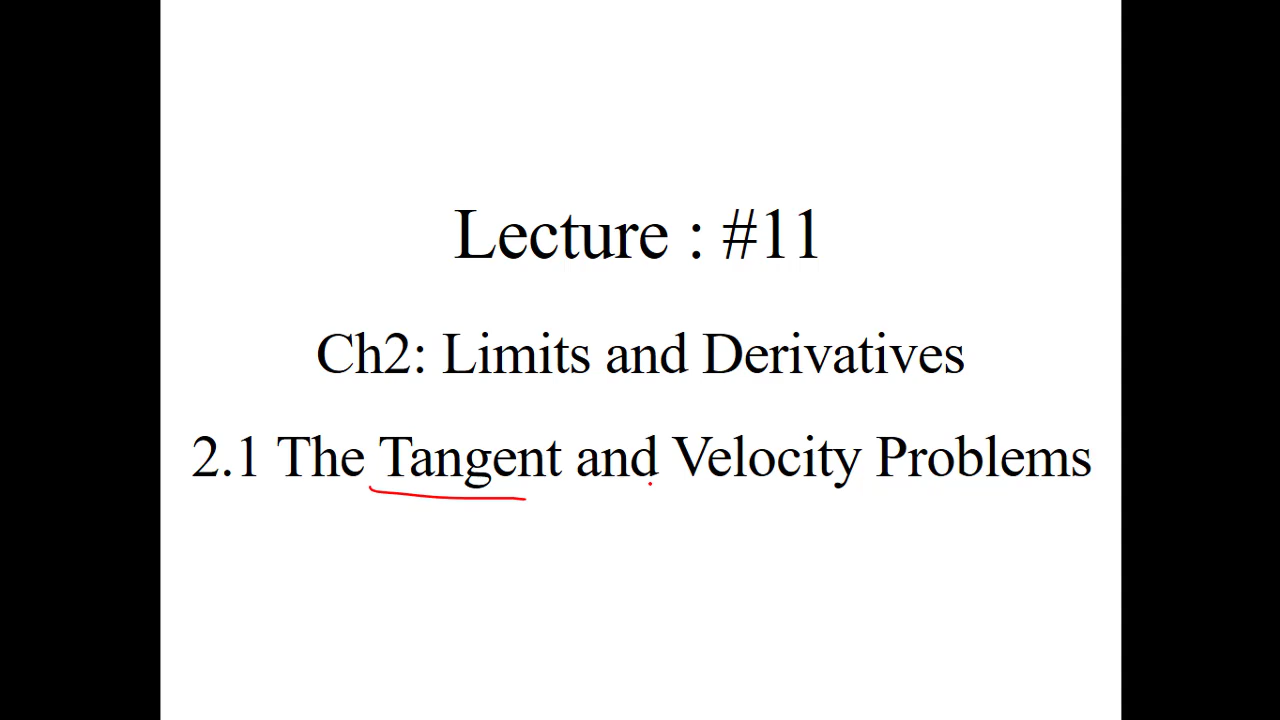 Lecture : #11
Ch2: Limits and Derivatives
2.1 The Tangent and Velocity Problems